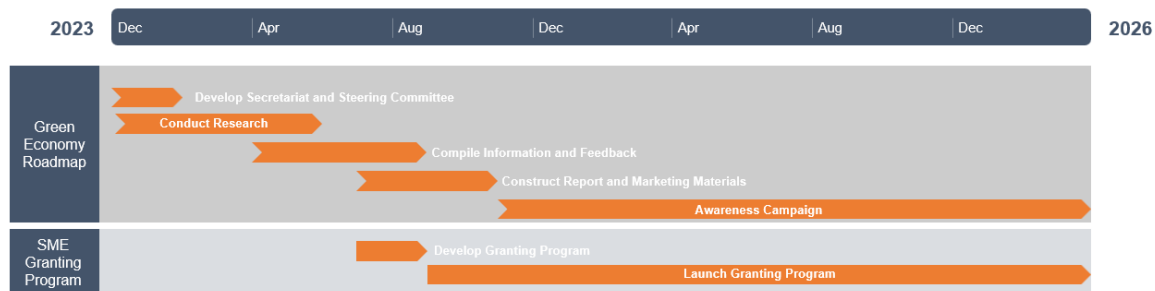 2023
Dec
Apr
Aug
Dec
Apr
Aug
Dec
2026
Green
Economy
Roadmap
Develop Secretariat and Steering Committee
Conduct Research
Compile Information and Feedback
Construct Report and Marketing Materials
Awareness Campaign
SME
Granting
Program
Develop Granting Program
Launch Granting Program